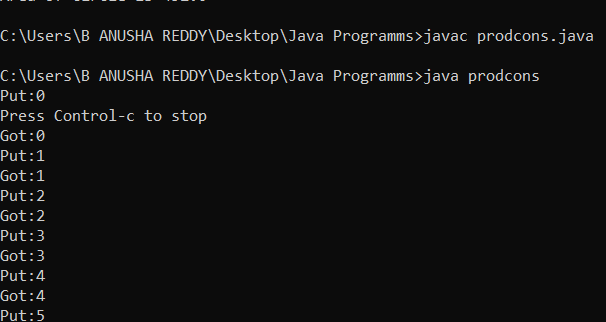 C:\Users\B ANUSHA REDDY\Desktop\Java Programms>javac prodcons.java
C:\Users\B ANUSHA REDDY\Desktop\Java Programms>java prodcons
Put:0
Press Control-c to stop
Got:0
Put:1
Got:1
Put:2
Got:2
Put:3
Got:3
Put:4
Got:4
Put:5